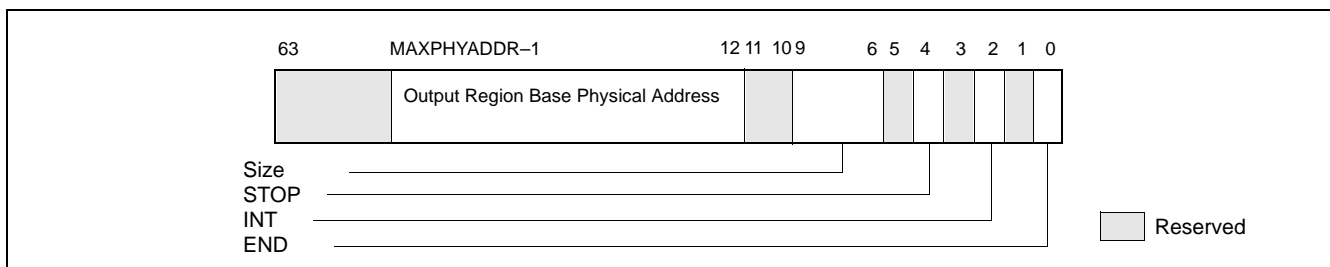 63 MAXPHYADDR–1 12 11 10 9 6 5 4 3 2 1 0
Output Region Base Physical Address
Size
STOP
INT
END
Reserved